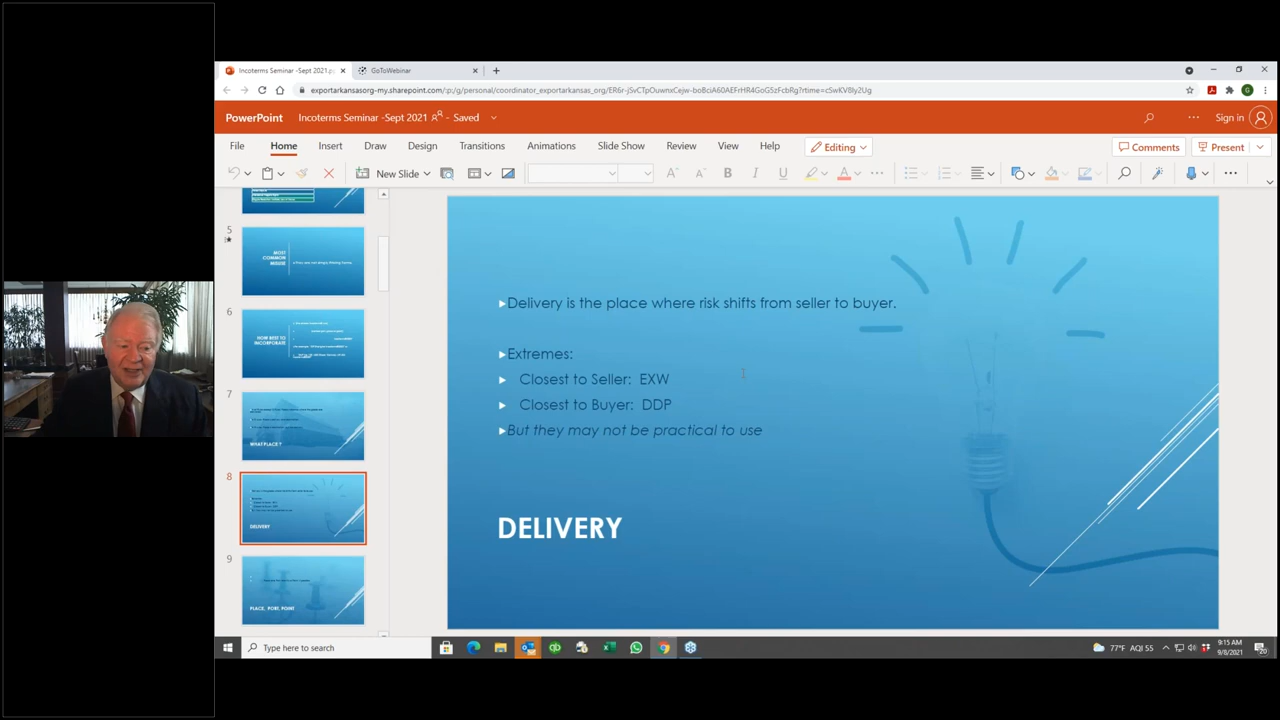 Incoterms Seminar -Sept 2021.p
GoToWebinar
exportarkansasorg-my.sharepoint.com/:p:/g/personal/coordinator_exportarkansas_org/
PowerPoint
Incoterms Seminar -Sept 2021 - Saved
Sign in
File Home Insert Draw Design Transitions Animations Slide Show Review View Help
Editing
Comments
Present
New Slide
5
MOST
COMMON
MISUSE
6
HOW BEST TO
INCORPORATE
7
WHAT PLACE ?
8
DELIVERY
9
PLACE, PORT, POINT
Delivery is the place where risk shifts from seller to buyer.
Extremes:
Closest to Seller: EXW
Closest to Buyer: DDP
But they may not be practical to use
DELIVERY
Type here to search
77°F AQI 55
9:15 AM
9/8/2021